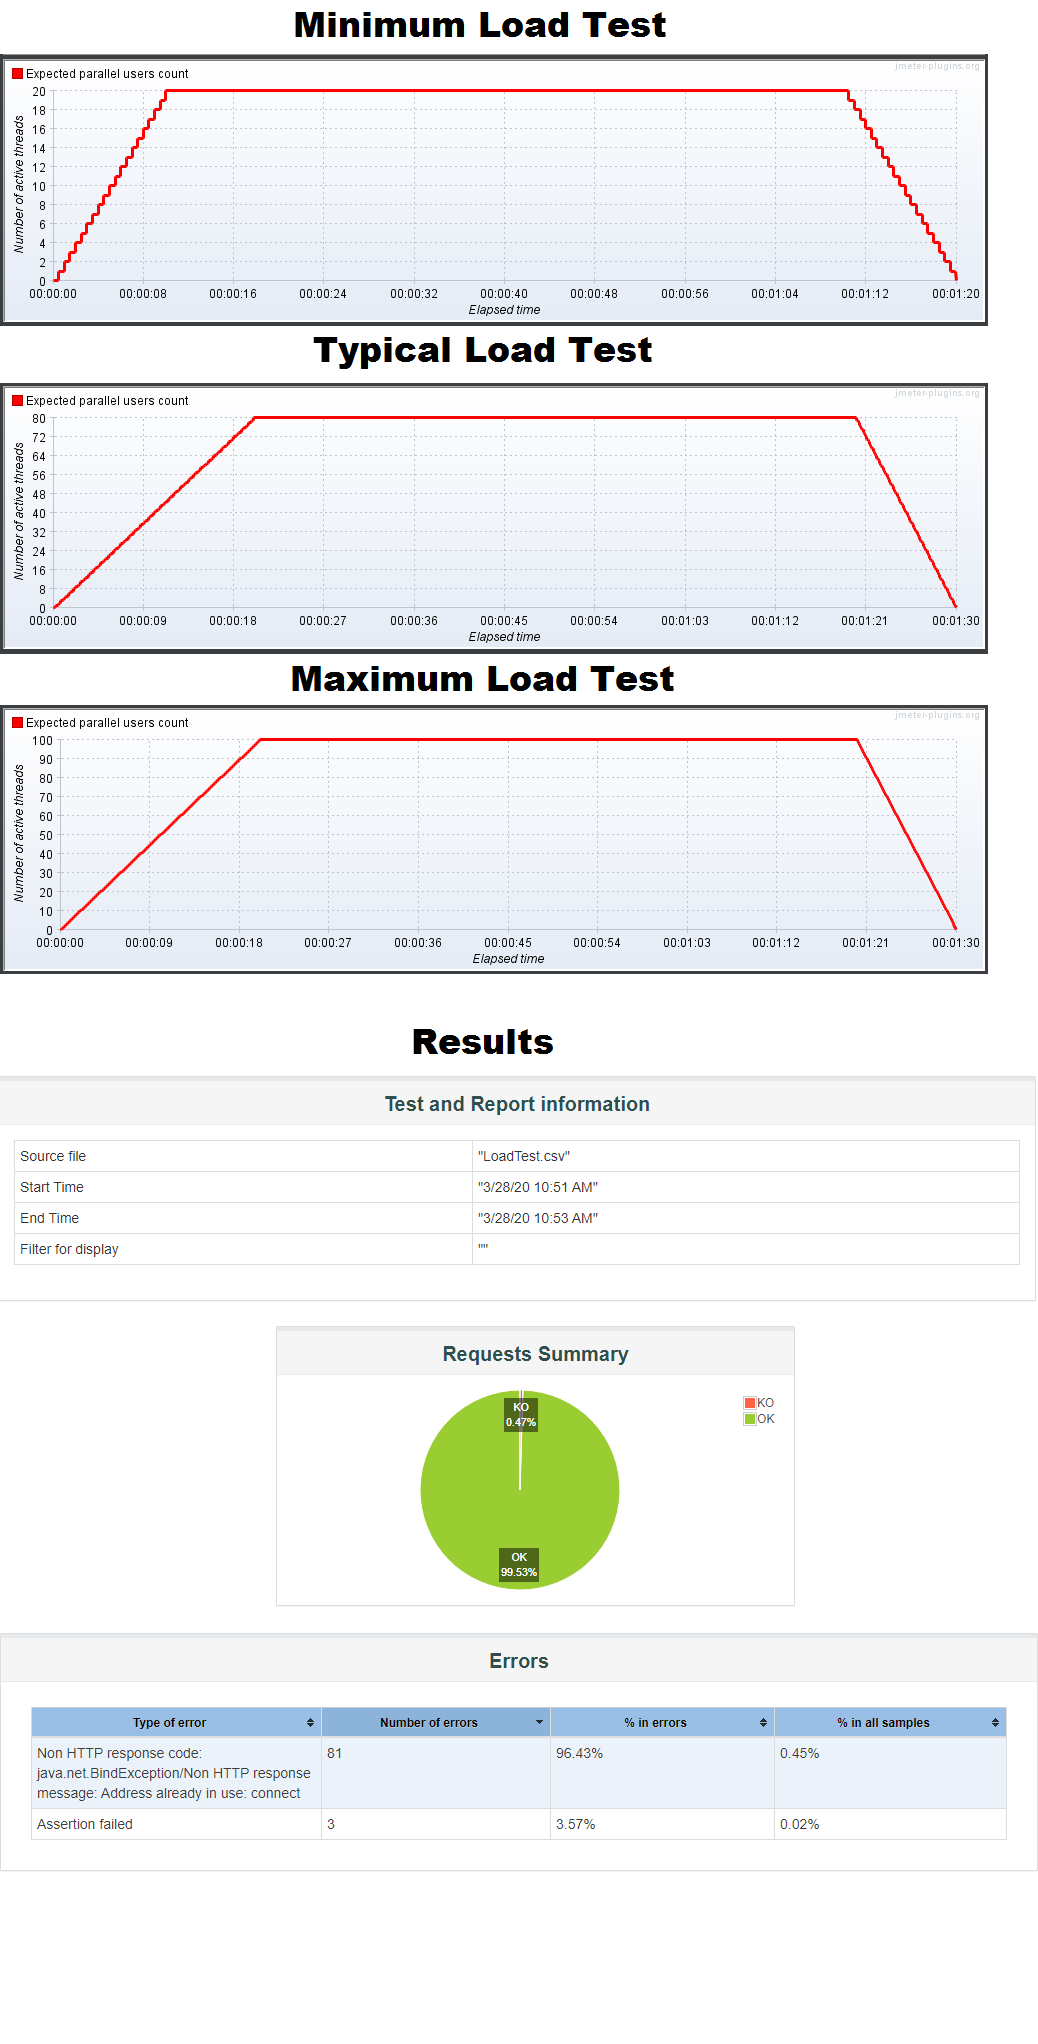 Minimum Load Test
jmeter-plugins.org
Expected parallel users count
20
18
16
14
12
10
8
6
4
2
0
Number of active threads
00:00:00 00:00:08 00:00:16 00:00:24 00:00:32 00:00:40 00:00:48 00:00:56 00:01:04 00:01:12 00:01:20
Elapsed time
Typical Load Test
jmeter-plugins.org
Expected parallel users count
80
72
64
56
48
40
32
24
16
8
0
Number of active threads
00:00:00 00:00:09 00:00:18 00:00:27 00:00:36 00:00:45 00:00:54 00:01:03 00:01:12 00:01:21 00:01:30
Elapsed time
Maximum Load Test
jmeter-plugins.org
Expected parallel users count
100
90
80
70
60
50
40
30
20
10
0
Number of active threads
00:00:00 00:00:09 00:00:18 00:00:27 00:00:36 00:00:45 00:00:54 00:01:03 00:01:12 00:01:21 00:01:30
Elapsed time
Results
Test and Report information
Source file "LoadTest.csv"
Start Time "3/28/20 10:51 AM"
End Time "3/28/20 10:53 AM"
Filter for display ""
Requests Summary
KO
OK
KO
0.47%
OK
99.53%
Errors
Type of error Number of errors % in errors % in all samples
Non HTTP response code: 81 96.43% 0.45%
java.net.BindException/Non HTTP response
message: Address already in use: connect
Assertion failed 3 3.57% 0.02%